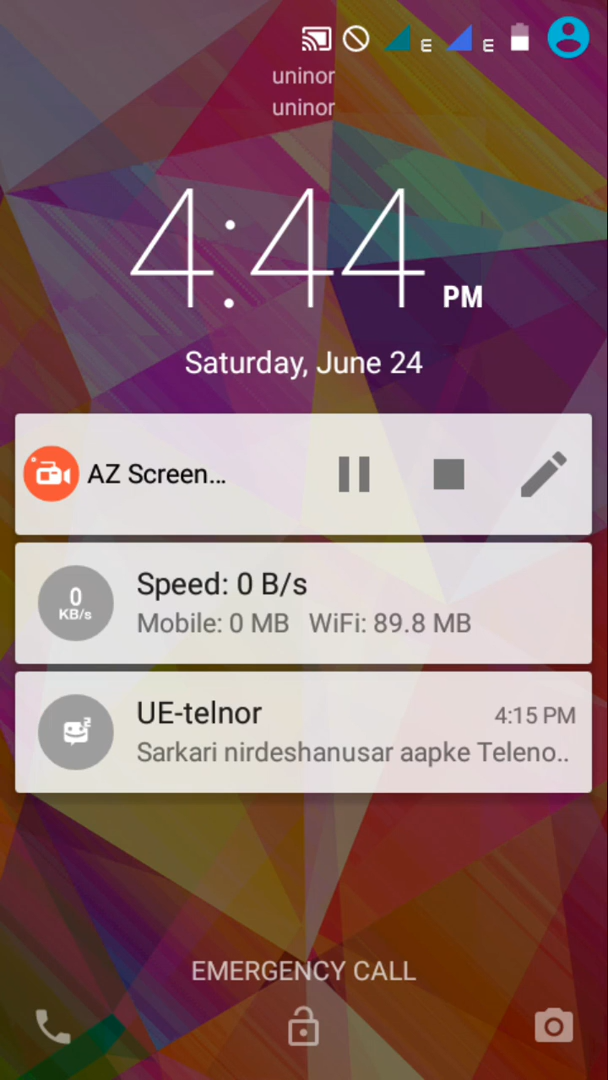 E E
uninor
uninor
4:44 PM
Saturday, June 24
AZ Screen...
0
KB/s
Speed: 0 B/s
Mobile: 0 MB WiFi: 89.8 MB
UE-telnor 4:15 PM
Sarkari nirdeshanusar aapke Teleno..
EMERGENCY CALL